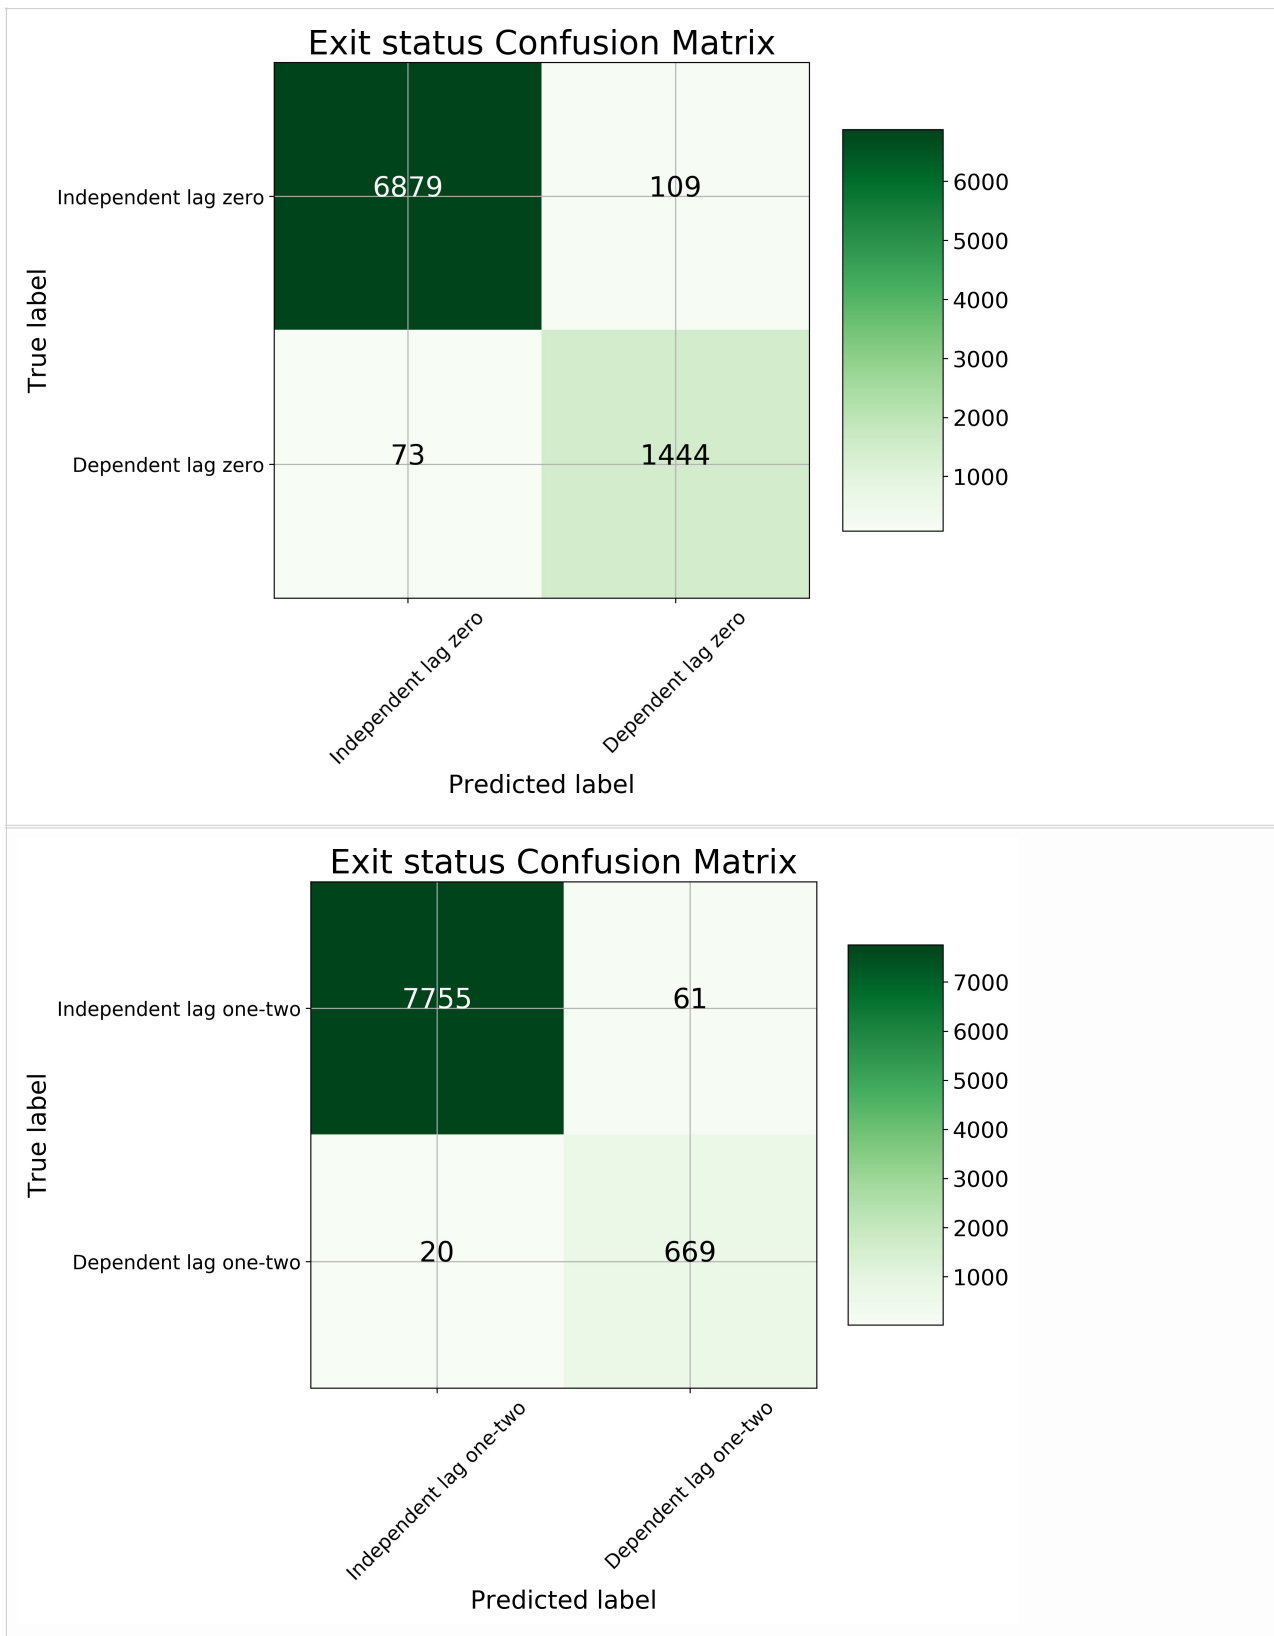 Exit status Confusion Matrix
Independent lag zero
6879
109
Dependent lag zero
73
1444
True label
Independent lag zero
Dependent lag zero
Predicted label
6000
5000
4000
3000
2000
1000
Exit status Confusion Matrix
Independent lag one-two
7755
61
Dependent lag one-two
20
669
True label
Independent lag one-two
Dependent lag one-two
Predicted label
7000
6000
5000
4000
3000
2000
1000